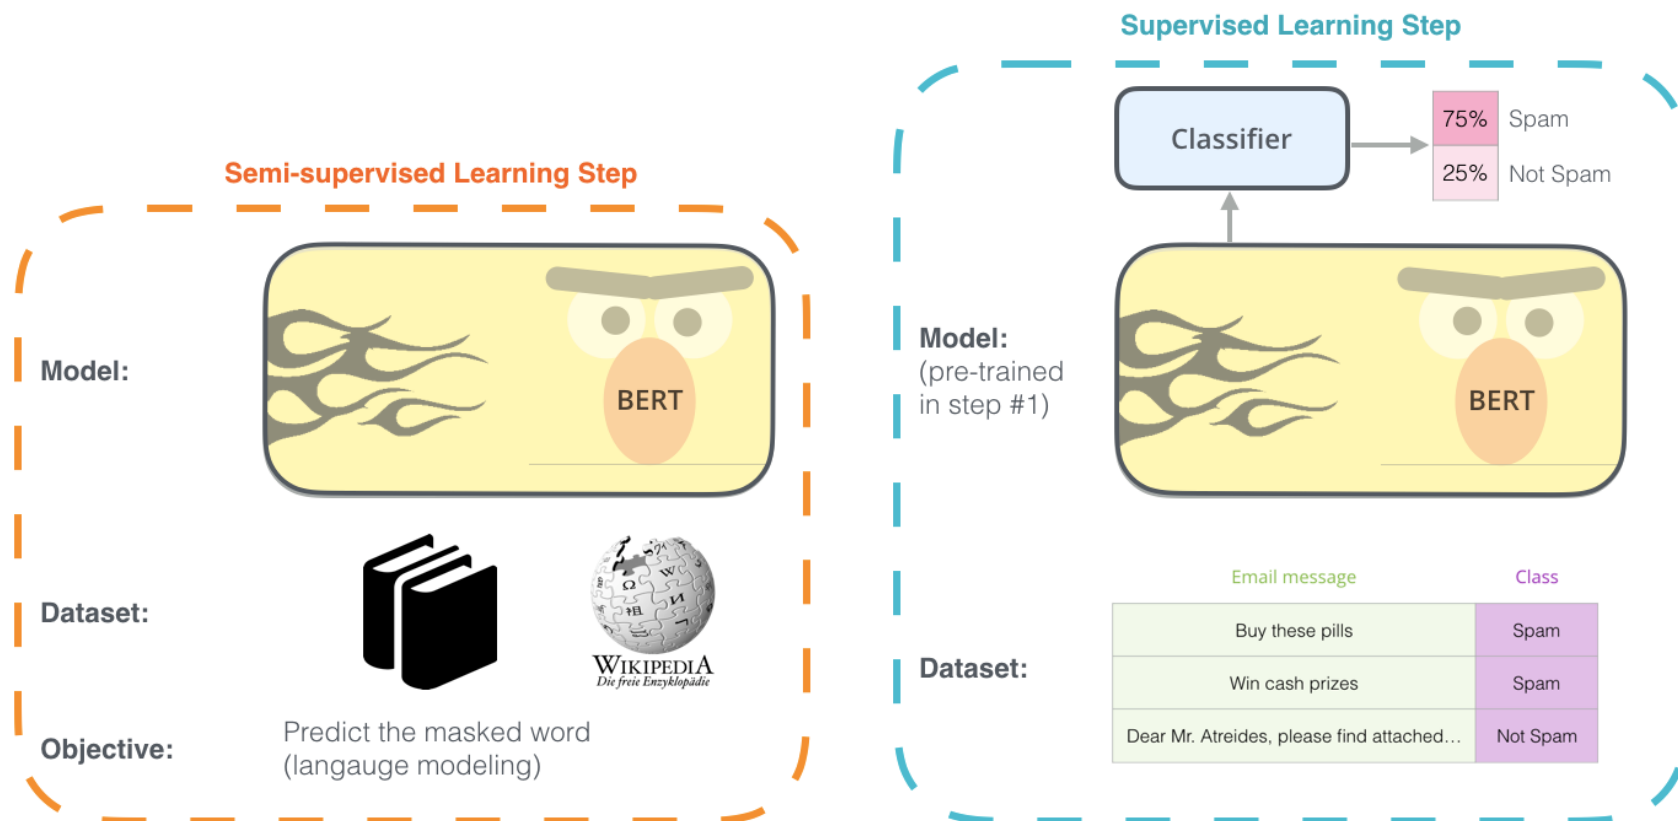 Semi-supervised Learning Step
Model:
BERT
Dataset:
WIKIPEDIA
Die freie Enzyklopädie
Objective:
Predict the masked word
(langauge modeling)
Supervised Learning Step
Classifier
75% Spam
25% Not Spam
Model:
(pre-trained
in step #1)
BERT
Dataset:
Email message Class
Buy these pills Spam
Win cash prizes Spam
Dear Mr. Atreides, please find attached... Not Spam